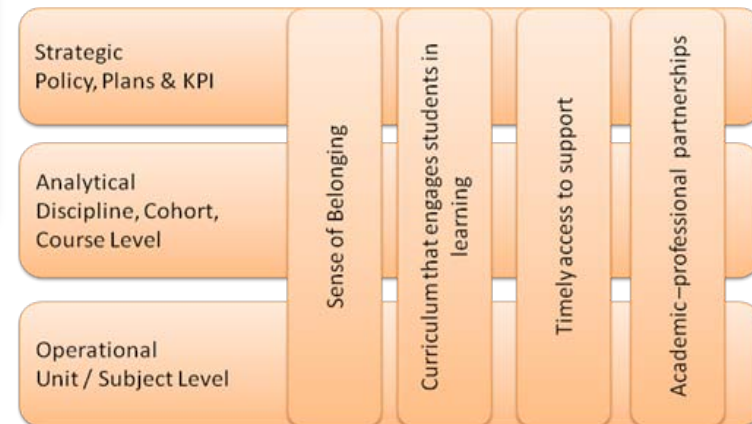 Strategic
Policy, Plans & KPI
Analytical
Discipline, Cohort,
Course Level
Operational
Unit / Subject Level
Sense of Belonging
Curriculum that engages students in
learning
Timely access to support
Academic–professional partnerships